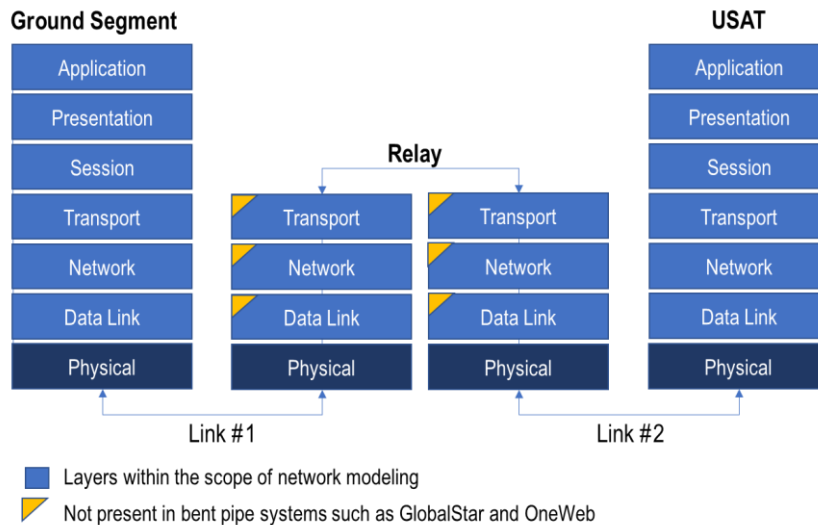 Ground Segment
USAT
Application
Application
Presentation
Presentation
Session
Relay
Session
Transport
Transport
Transport
Transport
Network
Network
Network
Network
Data Link
Data Link
Data Link
Data Link
Physical
Physical
Physical
Physical
Link #1
Link #2
Layers within the scope of network modeling
Not present in bent pipe systems such as GlobalStar and OneWeb